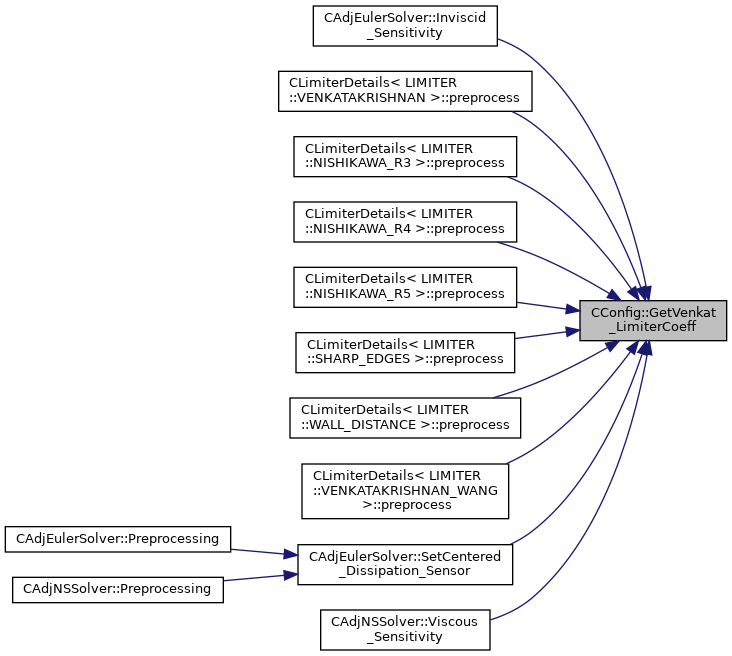 CAdjEulerSolver::Inviscid
_Sensitivity
CLimiterDetails< LIMITER
::VENKATAKRISHNAN >::preprocess
CLimiterDetails< LIMITER
::NISHIKAWA_R3 >::preprocess
CLimiterDetails< LIMITER
::NISHIKAWA_R4 >::preprocess
CLimiterDetails< LIMITER
::NISHIKAWA_R5 >::preprocess
CConfig::GetVenkat
_LimiterCoeff
CLimiterDetails< LIMITER
::SHARP_EDGES >::preprocess
CLimiterDetails< LIMITER
::WALL_DISTANCE >::preprocess
CLimiterDetails< LIMITER
::VENKATAKRISHNAN_WANG
>::preprocess
CAdjEulerSolver::Preprocessing
CAdjNSSolver::Preprocessing
CAdjEulerSolver::SetCentered
_Dissipation_Sensor
CAdjNSSolver::Viscous
_Sensitivity